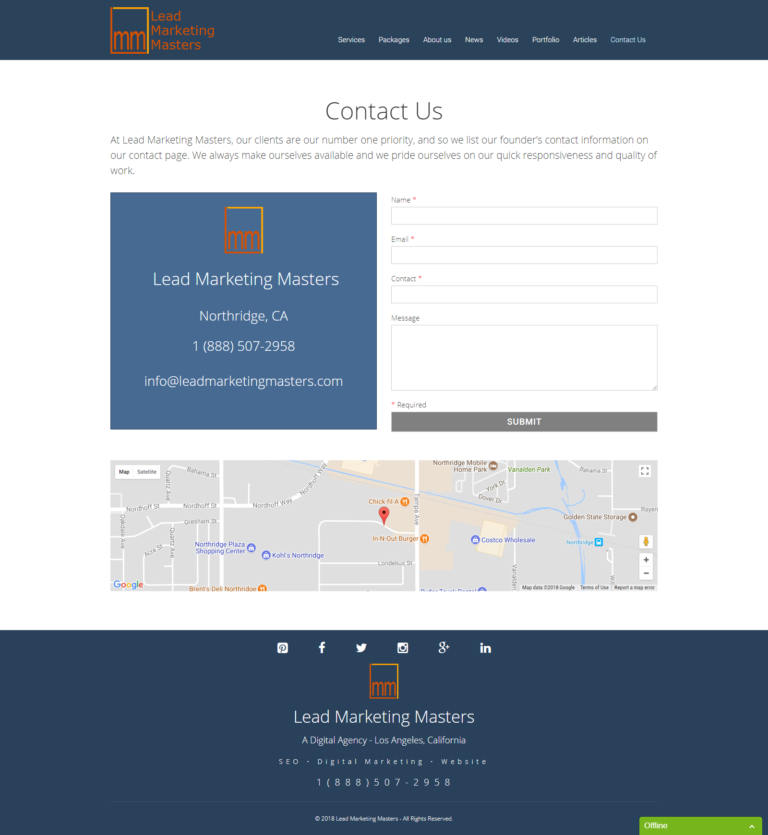 Lead
Marketing
Masters
mm
Services Packages About us News Videos Portfolio Articles Contact Us
Contact Us
At Lead Marketing Masters, our clients are our number one priority, and so we list our founder's contact information on
our contact page. We always make ourselves available and we pride ourselves on our quick responsiveness and quality of
work.
mm
Lead Marketing Masters
Northridge, CA
1 (888) 507-2958
info@leadmarketingmasters.com
Name *
Email *
Contact *
Message
* Required
SUBMIT
Map Satellite
Bahama St
Quartz Ave
Nordhoff St
Nordhoff Way
Nordhoff Way
Northridge Mobile
Home Park
Vanalden Park
Bahama St
York Dr
Dover Dr
Chick-fil-A
Tampa Ave
Golden State Storage
Oakdale Ave
Gresham St
Quartz Ave
Acre St
Northridge Plaza
Shopping Center
Kohl's Northridge
In-N-Out Burger
Costco Wholesale
Northridge
Londelius St
Vanalden
Brent's Deli Northridge
Google
Map data ©2018 Google Terms of Use Report a map error
mm
Lead Marketing Masters
A Digital Agency - Los Angeles, California
SEO • Digital Marketing • Website
1(888)507-2958
© 2018 Lead Marketing Masters - All Rights Reserved.
Offline